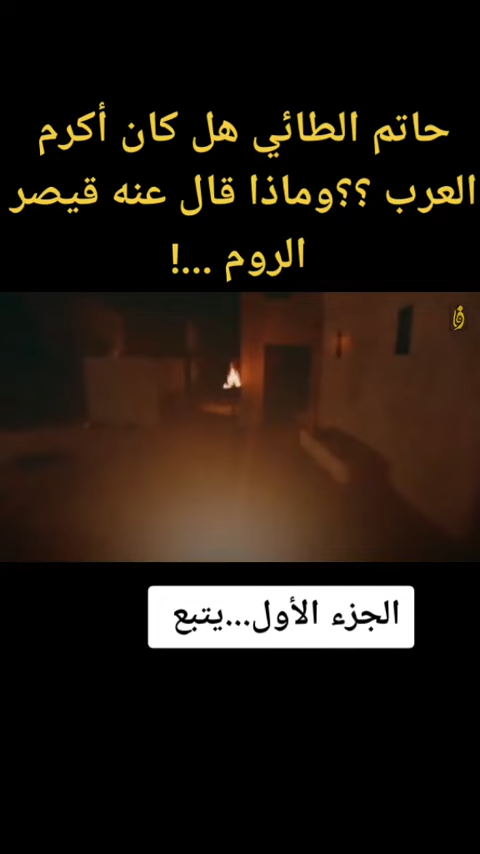 حاتم الطائي هل كان أكرم
العرب ؟؟وماذا قال عنه قيصر
الروم ...!
الجزء الأول...يتبع